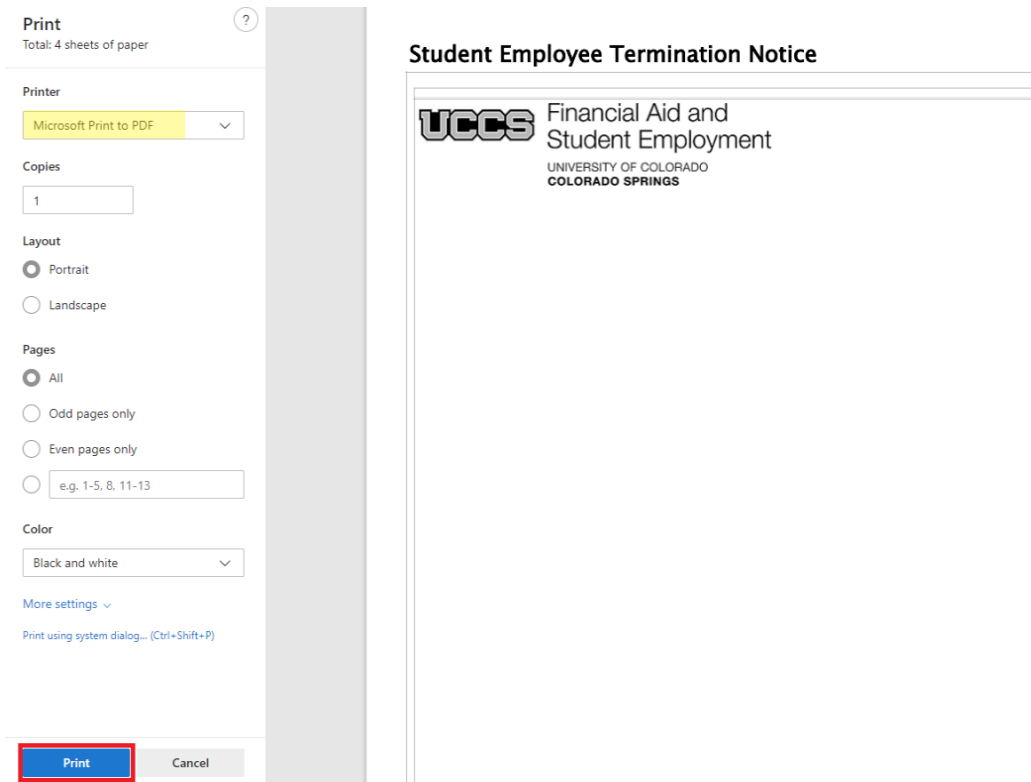 Print
?
Total: 4 sheets of paper
Printer
Microsoft Print to PDF
Copies
1
Layout
Portrait
Landscape
Pages
All
Odd pages only
Even pages only
e.g. 1-5, 8, 11-13
Color
Black and white
More settings
Print using system dialog... (Ctrl+Shift+P)
Print
Cancel
Student Employee Termination Notice
UCCS
Financial Aid and
Student Employment
UNIVERSITY OF COLORADO
COLORADO SPRINGS